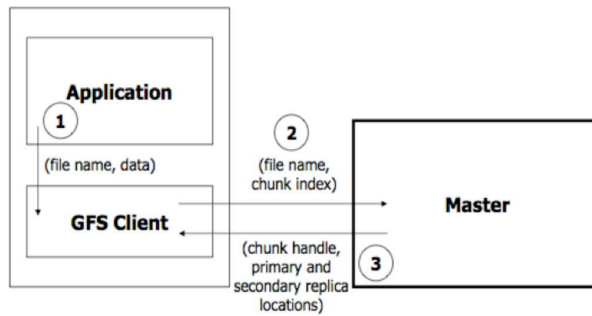 Application
1
(file name, data)
GFS Client
2
(file name,
chunk index)
Master
(chunk handle,
primary and
secondary replica
locations)
3